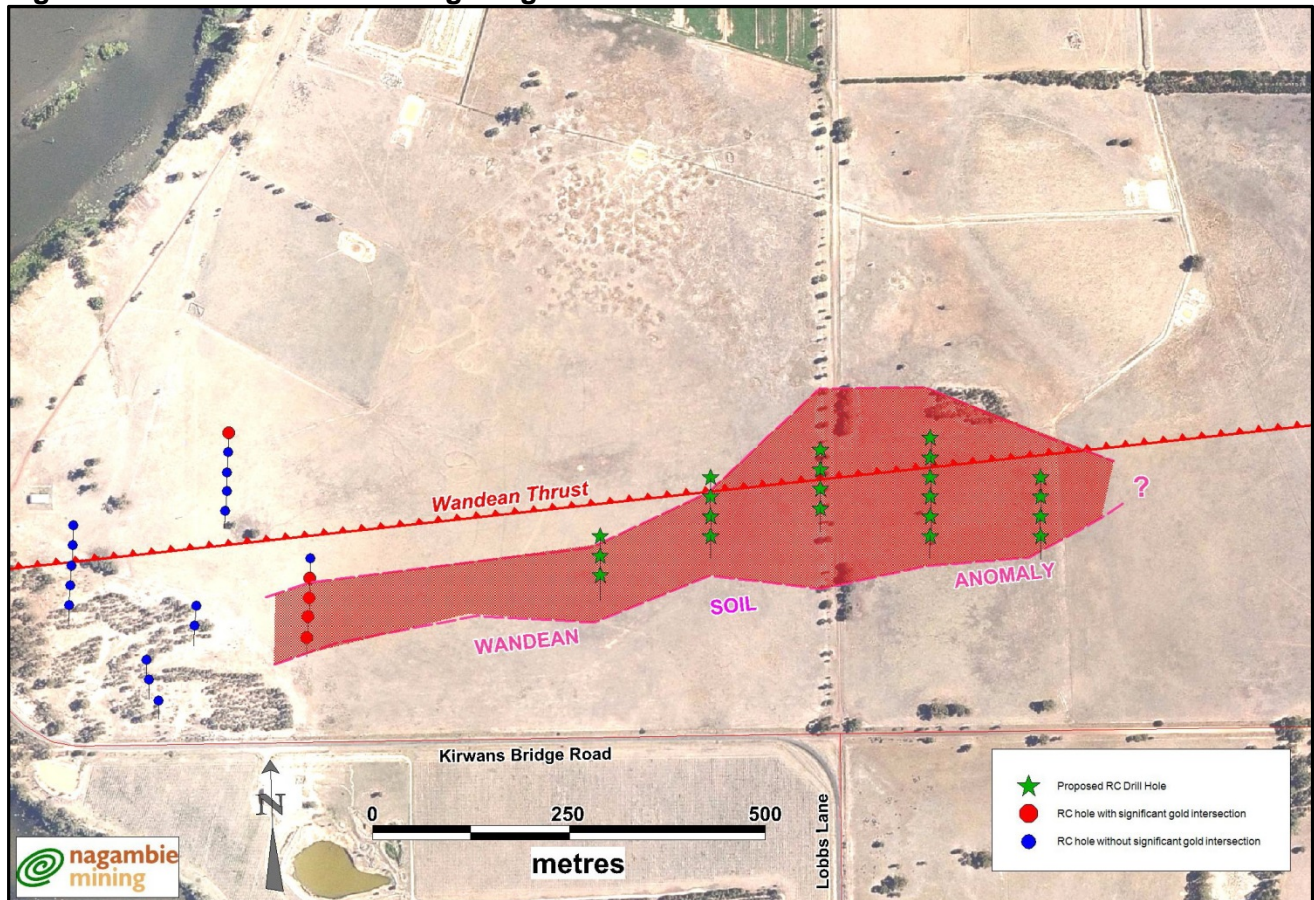 Wandean Thrust
?
ANOMALY
SOIL
WANDEAN
Kirwans Bridge Road
Lobbs Lane
N
0 250 500
metres
Proposed RC Drill Hole
RC hole with significant gold intersection
RC hole without significant gold intersection
nagambie
mining